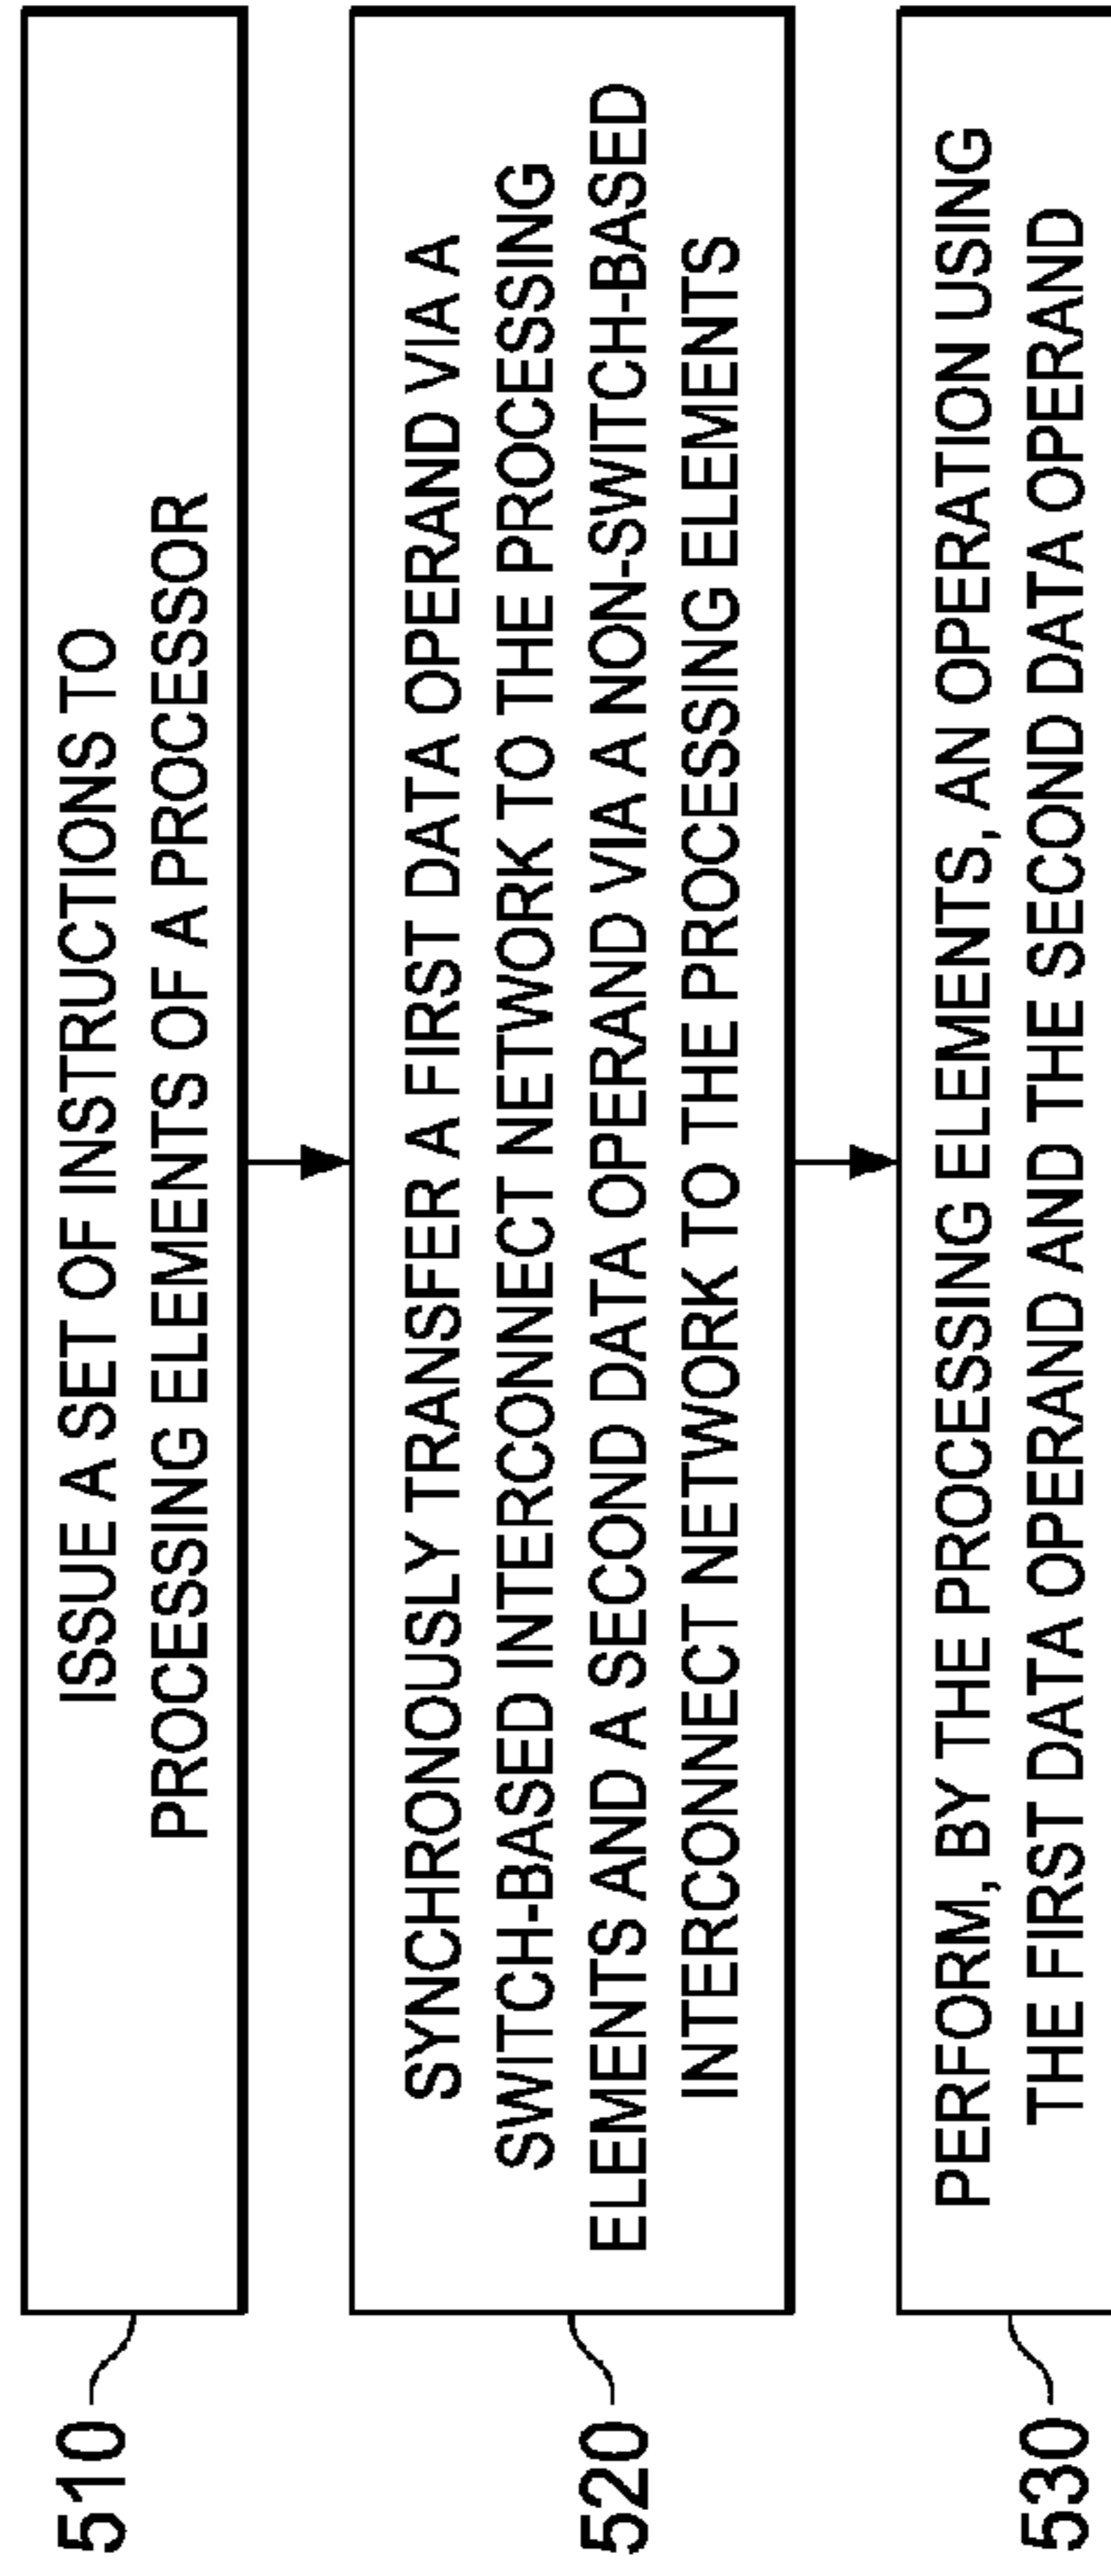 510
ISSUE A SET OF INSTRUCTIONS TO
PROCESSING ELEMENTS OF A PROCESSOR
520
SYNCHRONOUSLY TRANSFER A FIRST DATA OPERAND VIA A
SWITCH-BASED INTERCONNECT NETWORK TO THE PROCESSING
ELEMENTS AND A SECOND DATA OPERAND VIA A NON-SWITCH-BASED
INTERCONNECT NETWORK TO THE PROCESSING ELEMENTS
530
PERFORM, BY THE PROCESSING ELEMENTS, AN OPERATION USING
THE FIRST DATA OPERAND AND THE SECOND DATA OPERAND